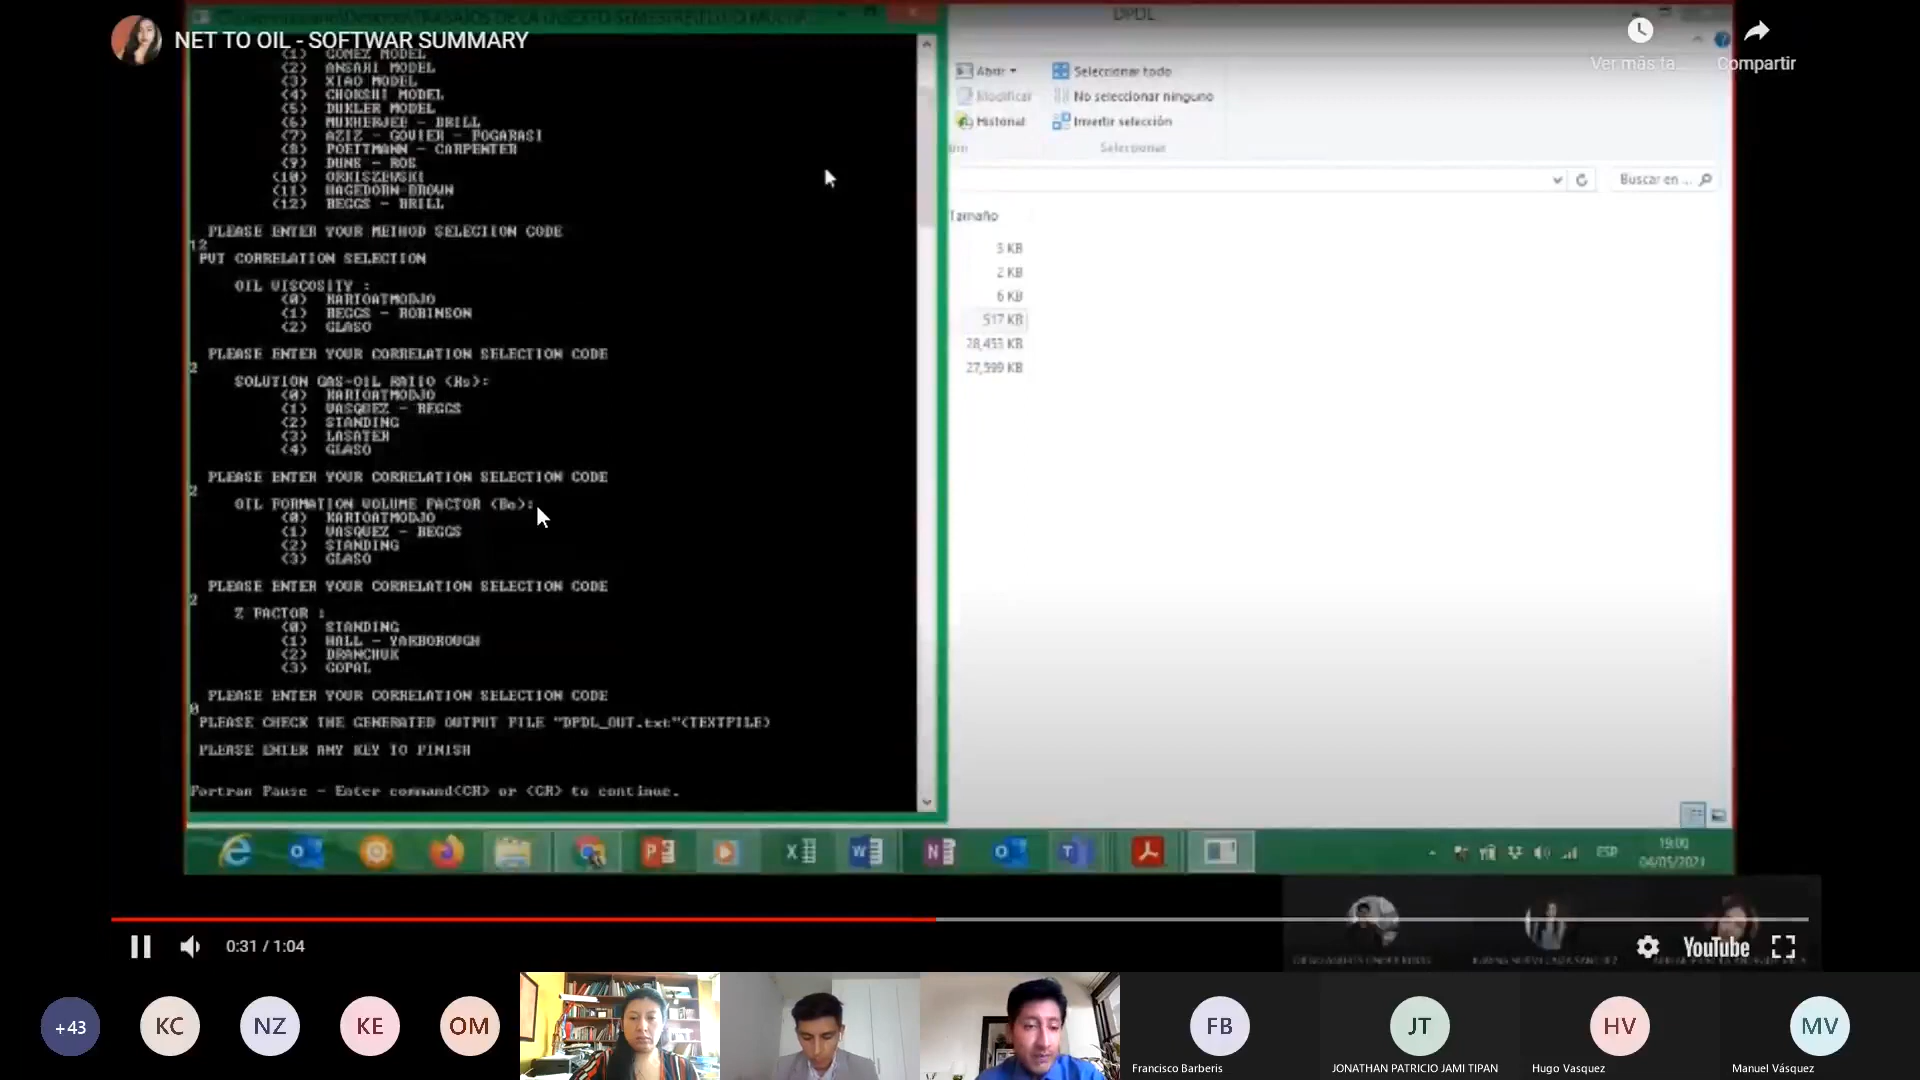 NET TO OIL - SOFTWAR SUMMARY
DPDL
Ver más ta...
Compartir
(1) GOMEZ MODEL
(2) ANSARI MODEL
(3) XIAO MODEL
(4) CHOKSHI MODEL
(5) DUKLER MODEL
(6) MUKHERJEE - BRILL
(7) AZIZ - GOVIER - FOGARASI
(8) POETTMANN - CARPENTER
(9) DUNS - ROS
(10) ORKISZEWSKI
(11) HAGEDORN BROWN
(12) BEGGS - BRILL
PLEASE ENTER YOUR METHOD SELECTION CODE
12
PVT CORRELATION SELECTION
OIL VISCOSITY :
(0) KARTOATMODJO
(1) BEGGS - ROBINSON
(2) GLASO
PLEASE ENTER YOUR CORRELATION SELECTION CODE
2
SOLUTION GAS-OIL RATIO (Rs):
(0) KARTOATMODJO
(1) VASQUEZ - BEGGS
(2) STANDING
(3) LASATER
(4) GLASO
PLEASE ENTER YOUR CORRELATION SELECTION CODE
2
OIL FORMATION VOLUME FACTOR (Bo):
(0) KARTOATMODJO
(1) VASQUEZ - BEGGS
(2) STANDING
(3) GLASO
PLEASE ENTER YOUR CORRELATION SELECTION CODE
2
Z FACTOR :
(0) STANDING
(1) HALL - YARBOROUGH
(2) DRANCHUK
(3) GOPAL
PLEASE ENTER YOUR CORRELATION SELECTION CODE
0
PLEASE CHECK THE GENERATED OUTPUT FILE "DPDL_OUT.txt"(TEXTFILE)
PLEASE ENTER ANY KEY TO FINISH
Fortran Pause - Enter command<CR> or <CR> to continue.
Abrir
Seleccionar todo
Modificar
No seleccionar ninguno
Historial
Invertir selección
Seleccionar
Buscar en ...
Tamaño
3 KB
2 KB
6 KB
517 KB
28,453 KB
27,599 KB
ESP
19:00
04/05/2021
0:31 / 1:04
YouTube
+43
KC
NZ
KE
OM
FB
JT
HV
MV
Francisco Barberis
JONATHAN PATRICIO JAMI TIPAN
Hugo Vasquez
Manuel Vásquez